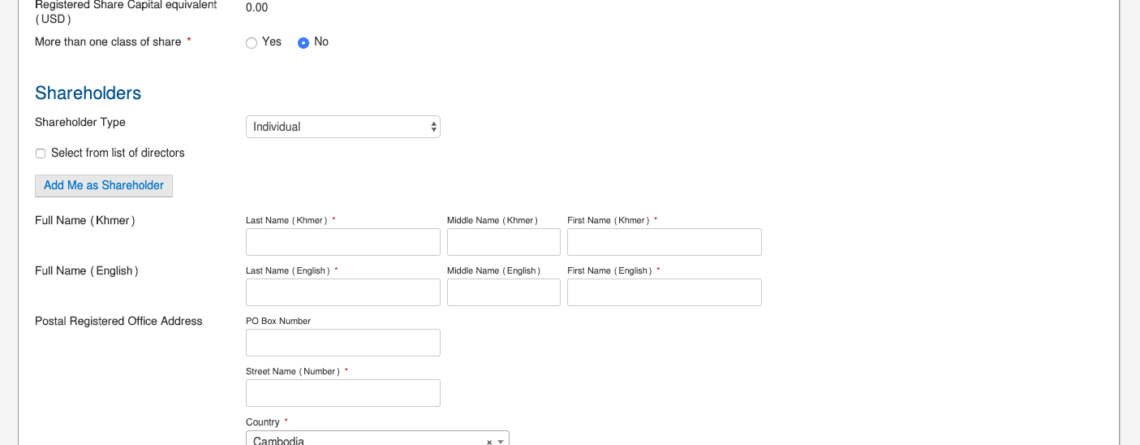 Registered Share Capital equivalent (USD) 0.00
More than one class of share * Yes No
Shareholders
Shareholder Type Individual
Select from list of directors
Add Me as Shareholder
Full Name (Khmer) Last Name (Khmer) * Middle Name (Khmer) First Name (Khmer) *
Full Name (English) Last Name (English) * Middle Name (English) First Name (English) *
Postal Registered Office Address PO Box Number
Street Name (Number) *
Country *
Cambodia ×